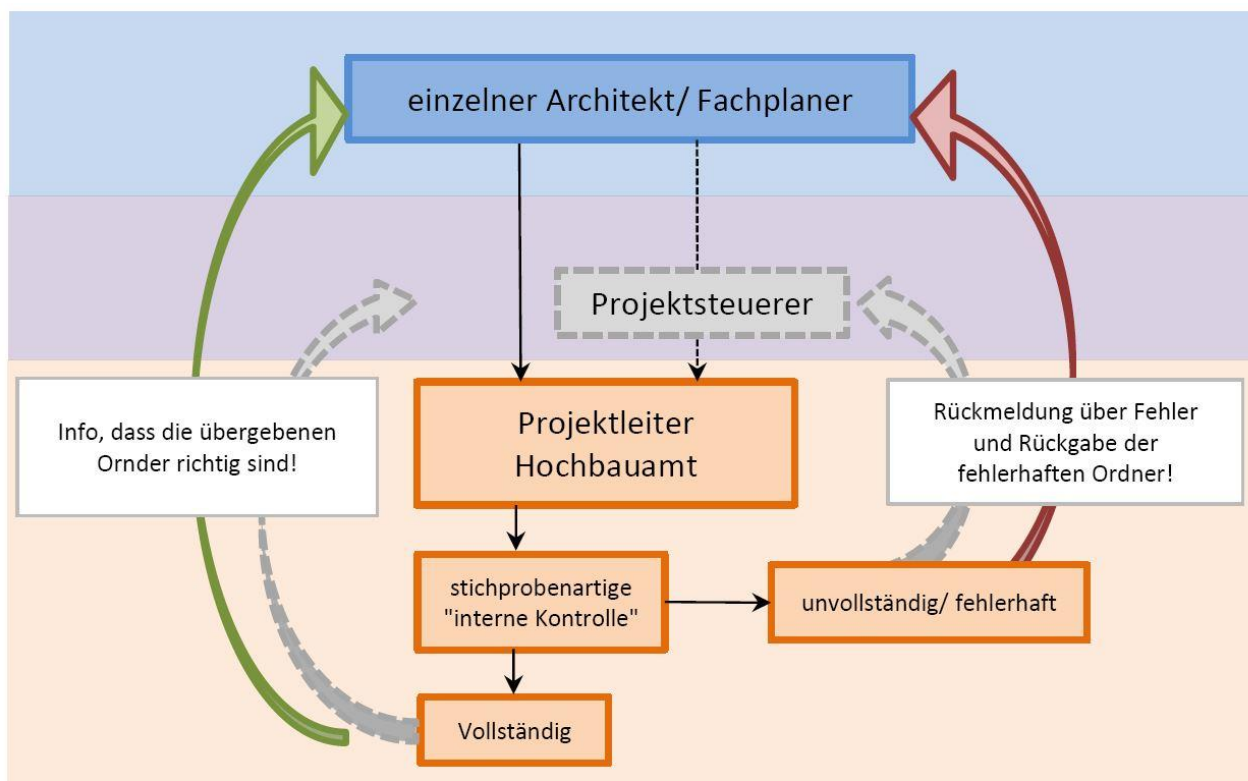 einzelner Architekt/ Fachplaner
Projektsteuerer
Info, dass die übergebenen
Ornder richtig sind!
Projektleiter
Hochbauamt
Rückmeldung über Fehler
und Rückgabe der
fehlerhaften Ordner!
stichprobenartige
"interne Kontrolle"
unvollständig/ fehlerhaft
Vollständig